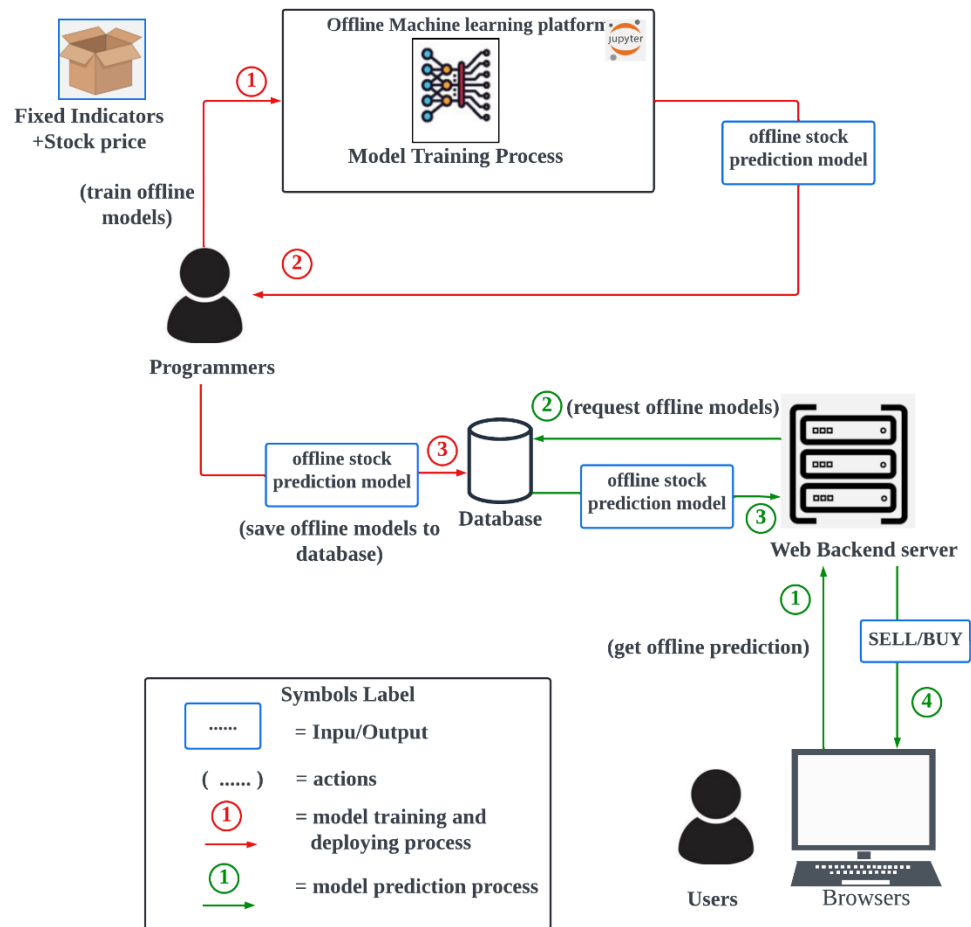 Offline Machine learning platform
jupyter
Model Training Process
1
Fixed Indicators
+Stock price
(train offline
models)
offline stock
prediction model
2
Programmers
offline stock
prediction model
3
(save offline models to
database)
Database
2
(request offline models)
offline stock
prediction model
3
Web Backend server
1
(get offline prediction)
SELL/BUY
4
Users
Browsers
Symbols Label
......
= Inpu/Output
( ...... )
= actions
1
= model training and
deploying process
1
= model prediction process